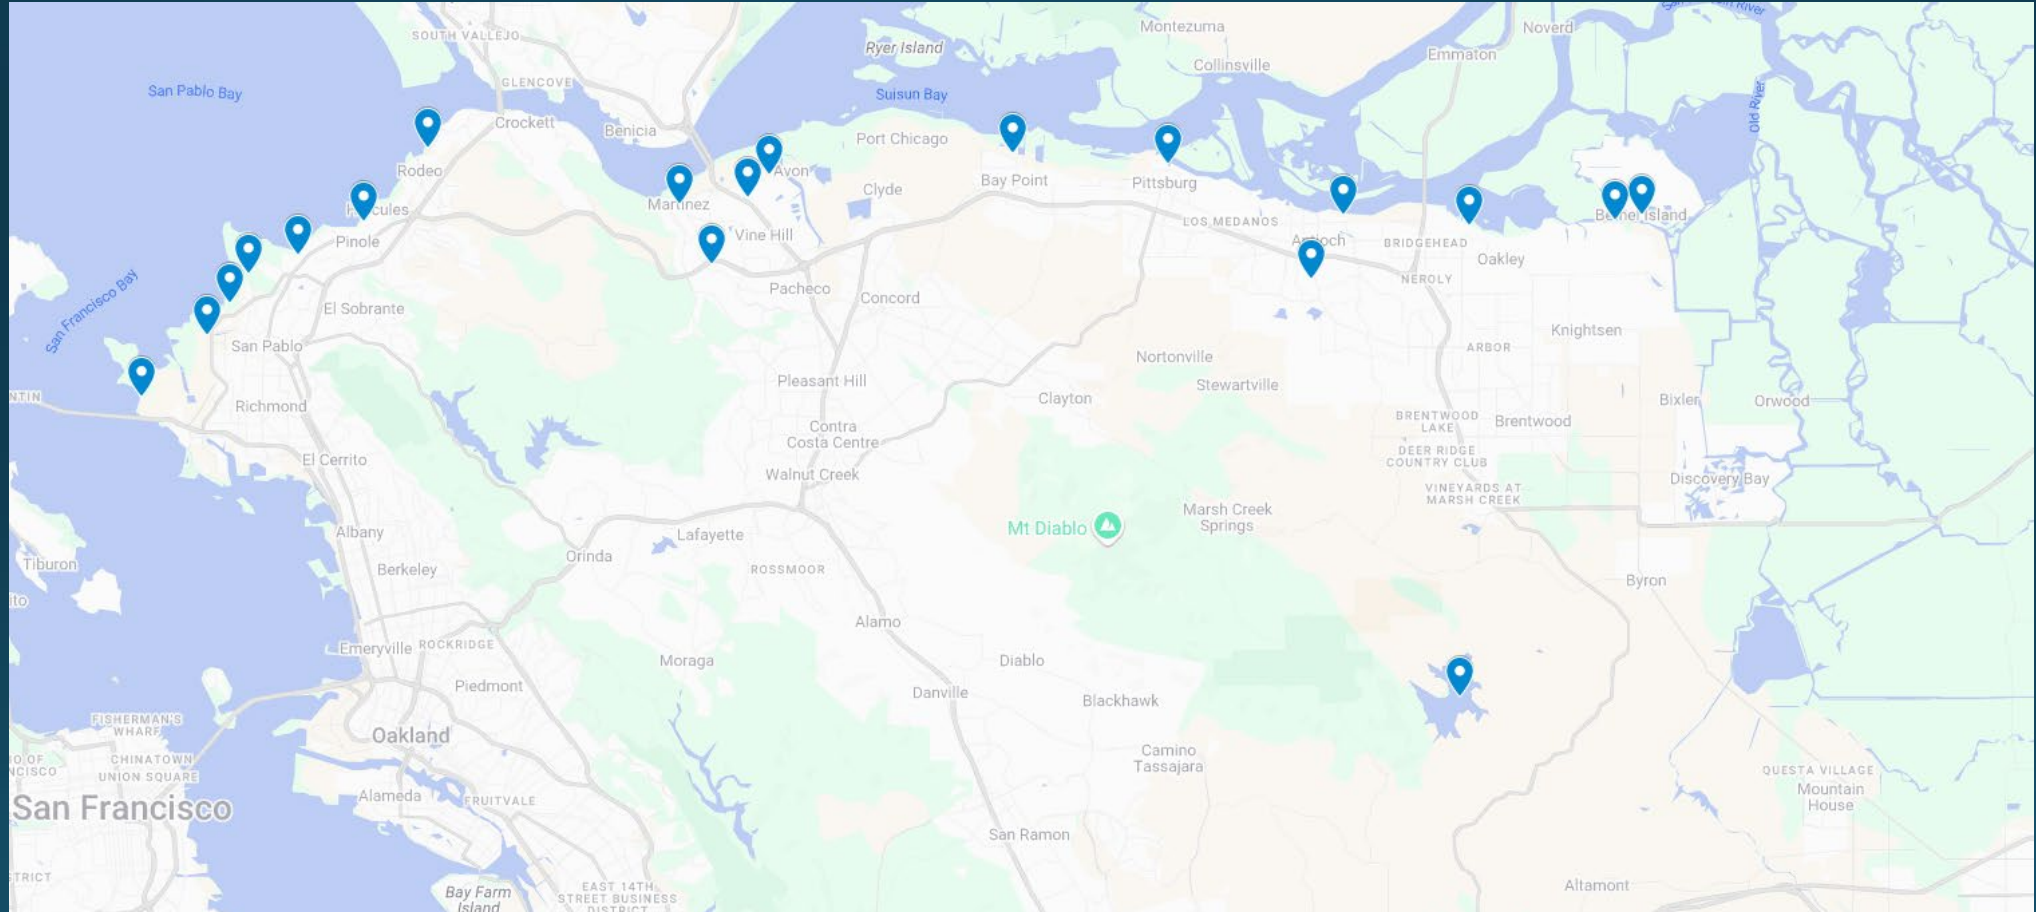 SOUTH VALLEJO
Ryer Island
Montezuma
Noverd
Emmaton
Collinsville
San Pablo Bay
GLENCOVE
Suisun Bay
Old River
Crockett
Benicia
Port Chicago
Rodeo
Avon
Clyde
Bay Point
Pittsburg
Martinez
LOS MEDANOS
Pinole
Vine Hill
Antioch
BRIDGEHEAD
Oakley
San Francisco Bay
Pacheco
Concord
NEROLY
El Sobrante
Knightsen
San Pablo
ARBOR
Nortonville
Pleasant Hill
Stewartville
NTIN
Richmond
Clayton
Bixler
Orwood
Contra
Costa Centre
BRENTWOOD
LAKE
Brentwood
El Cerrito
Walnut Creek
DEER RIDGE
COUNTRY CLUB
Discovery Bay
VINEYARDS AT
MARSH CREEK
Mt Diablo
Marsh Creek
Springs
Albany
Lafayette
Orinda
Tiburon
Berkeley
ROSSMOOR
Byron
ito
Alamo
Emeryville
ROCKRIDGE
Moraga
Diablo
Piedmont
Danville
Blackhawk
FISHERMAN'S
WHARF
Oakland
Camino
Tassajara
CHINATOWN
UNION SQUARE
QUESTA VILLAGE
Mountain
House
Alameda
FRUITVALE
San Francisco
San Ramon
STRICT
Bay Farm
Island
EAST 14TH
STREET BUSINESS
DISTRICT
Altamont